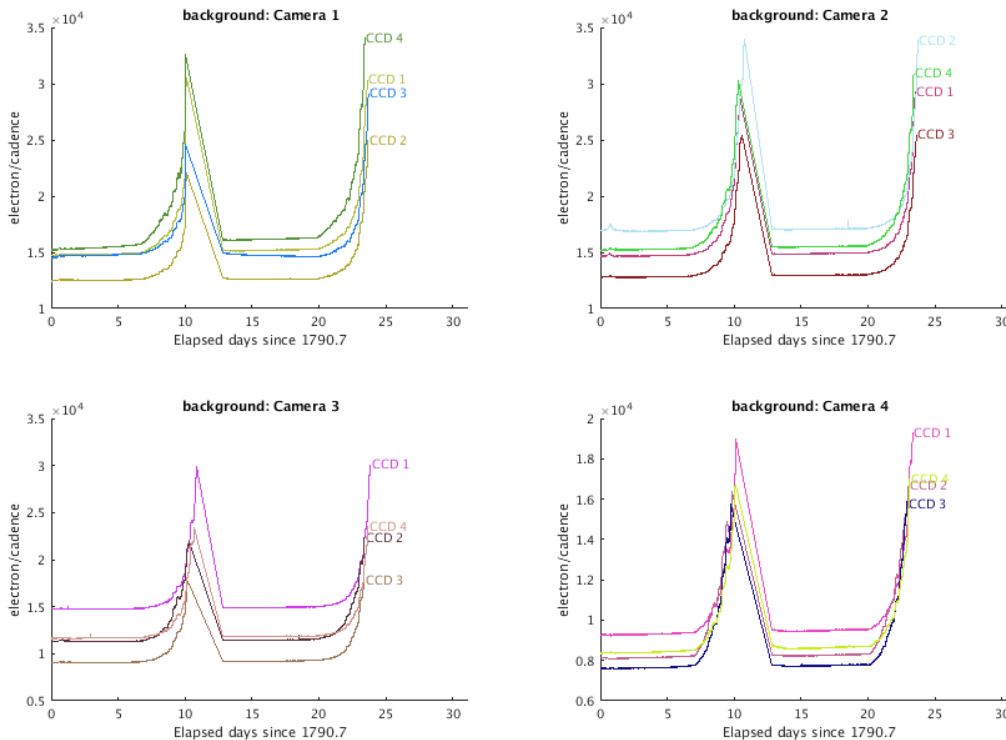 background: Camera 1
×10⁴
3.5
3
2.5
2
1.5
1
electron/cadence
CCD 4
CCD 1
CCD 3
CCD 2
0 5 10 15 20 25 30
Elapsed days since 1790.7
background: Camera 2
×10⁴
3.5
3
2.5
2
1.5
1
electron/cadence
CCD 2
CCD 4
CCD 1
CCD 3
0 5 10 15 20 25 30
Elapsed days since 1790.7
background: Camera 3
×10⁴
3.5
3
2.5
2
1.5
1
0.5
electron/cadence
CCD 1
CCD 4
CCD 2
CCD 3
0 5 10 15 20 25 30
Elapsed days since 1790.7
background: Camera 4
×10⁴
2
1.8
1.6
1.4
1.2
1
0.8
0.6
electron/cadence
CCD 1
CCD 4
CCD 2
CCD 3
0 5 10 15 20 25 30
Elapsed days since 1790.7